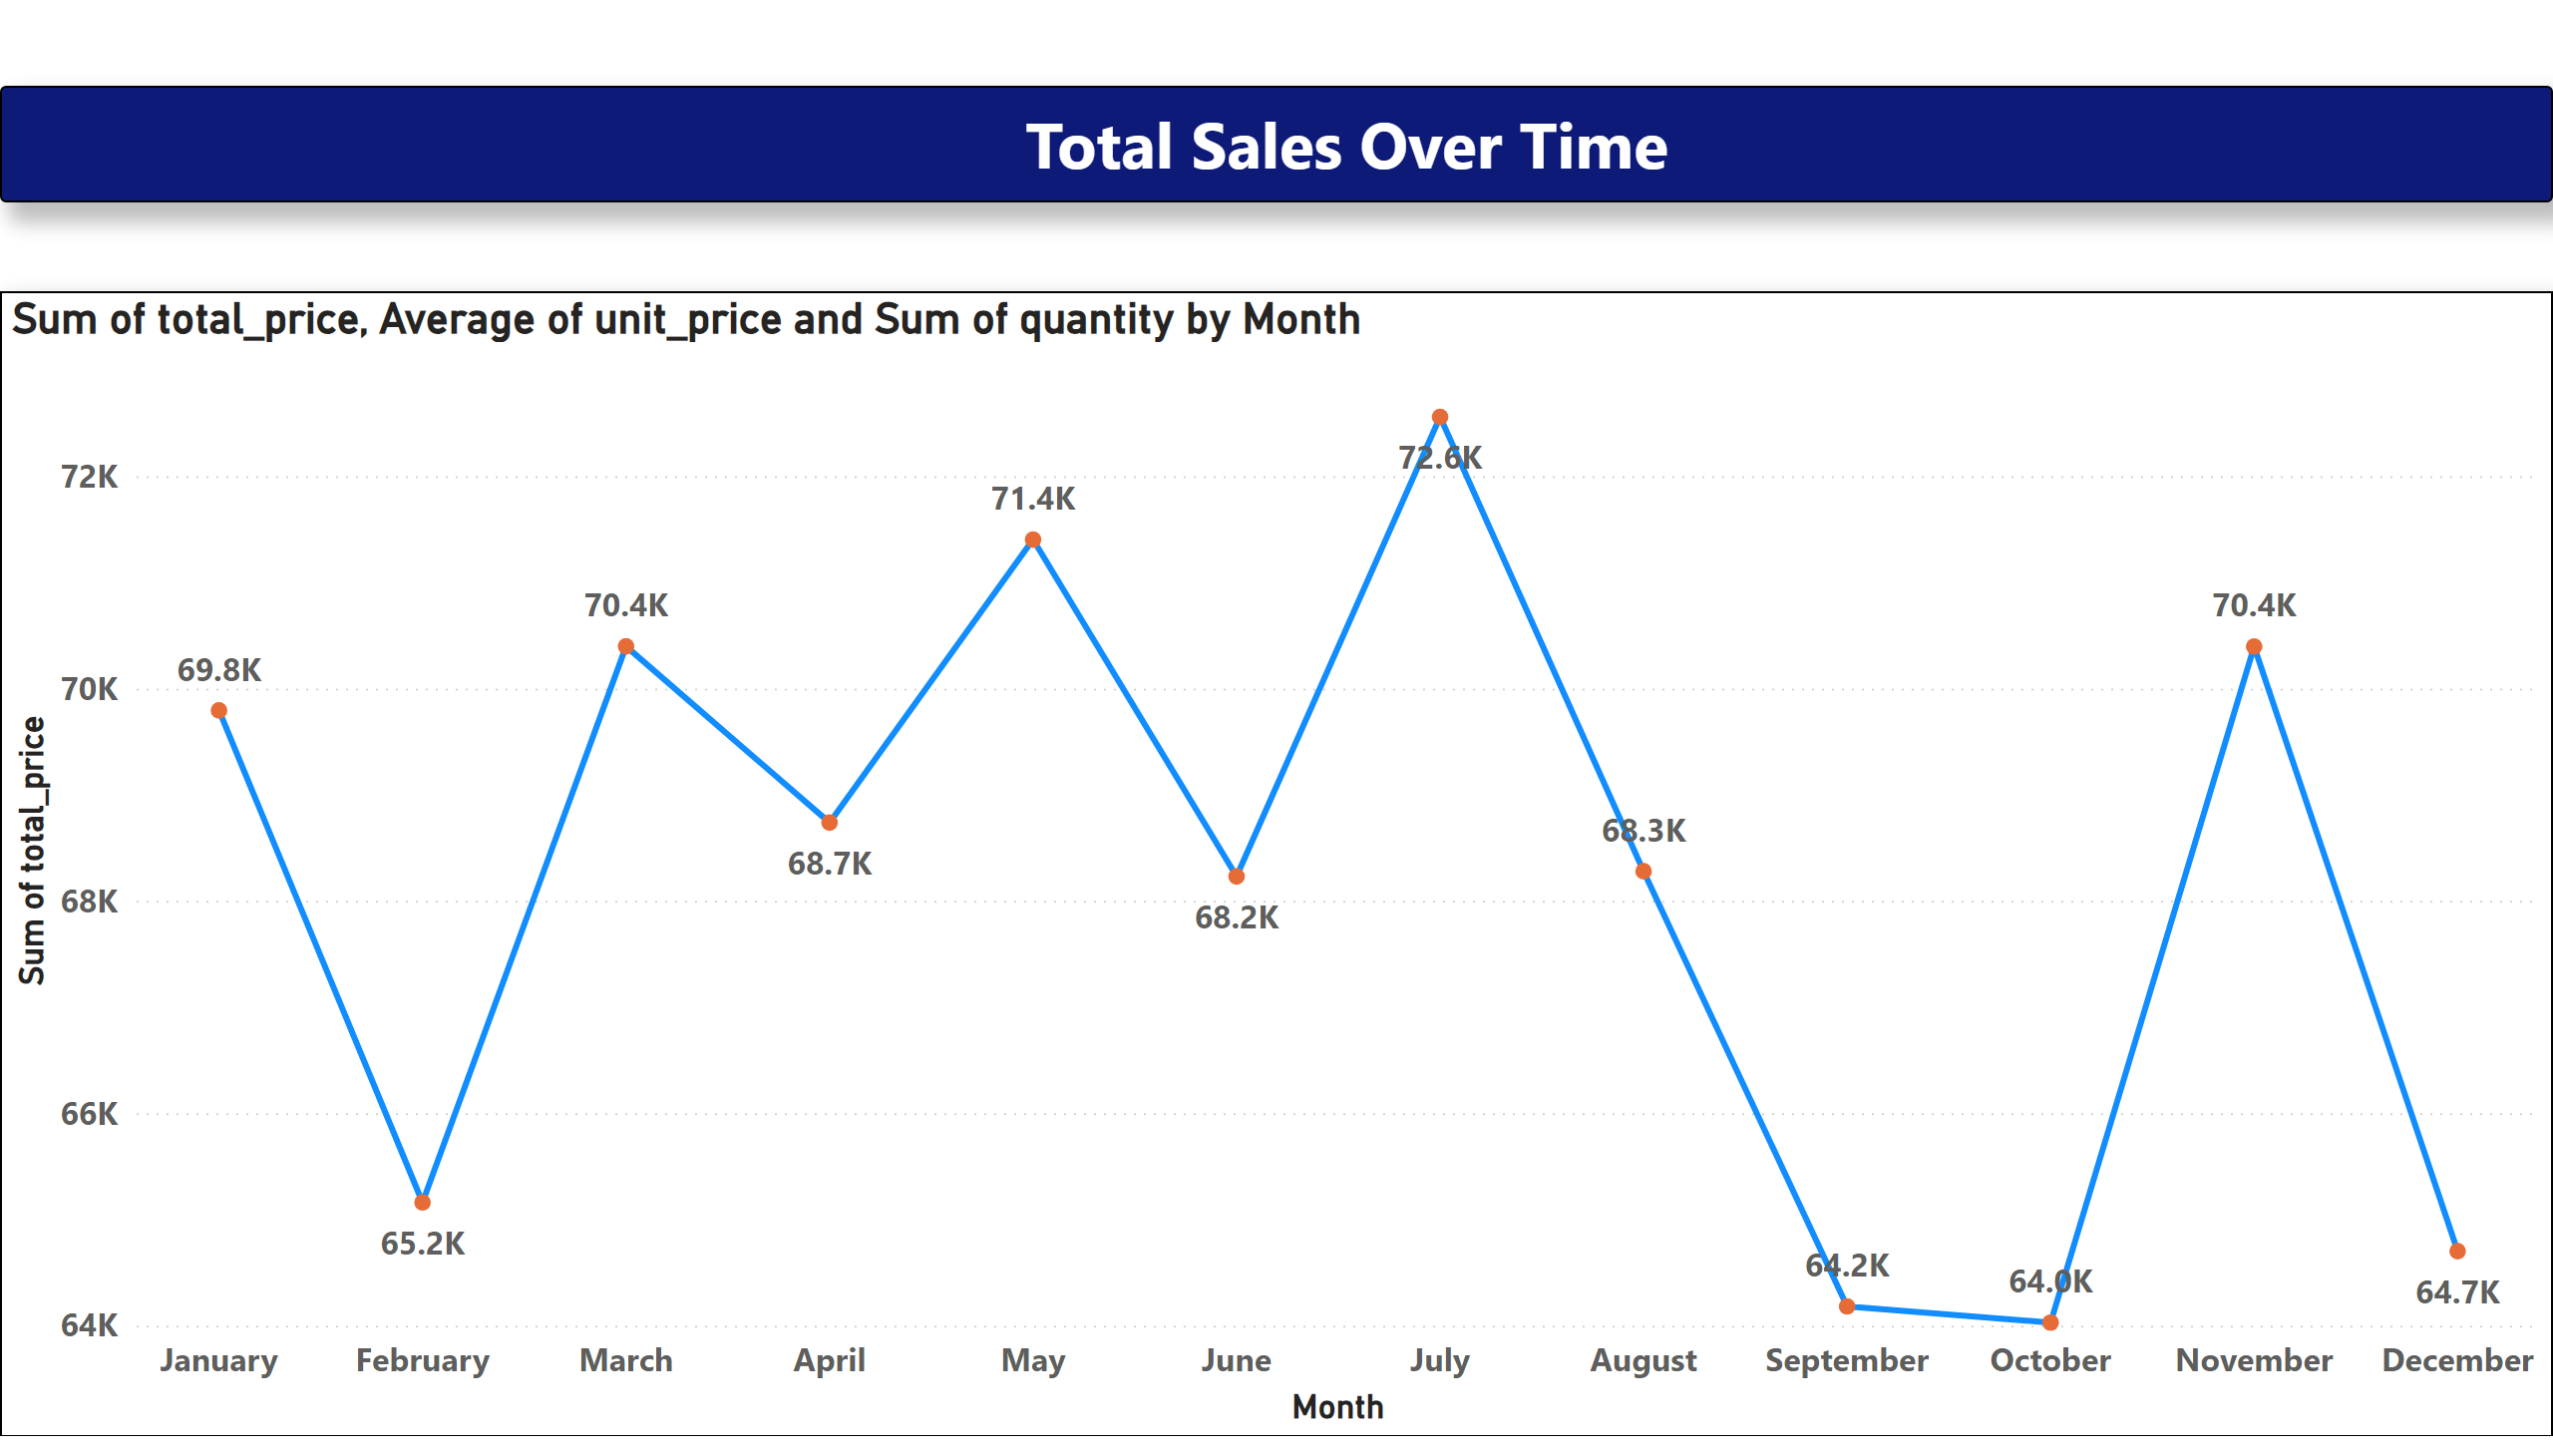 Total Sales Over Time
Sum of total_price, Average of unit_price and Sum of quantity by Month
Sum of total_price
72K
70K
68K
66K
64K
69.8K
65.2K
70.4K
68.7K
71.4K
68.2K
72.6K
68.3K
64.2K
64.0K
70.4K
64.7K
January February March April May June July August September October November December
Month